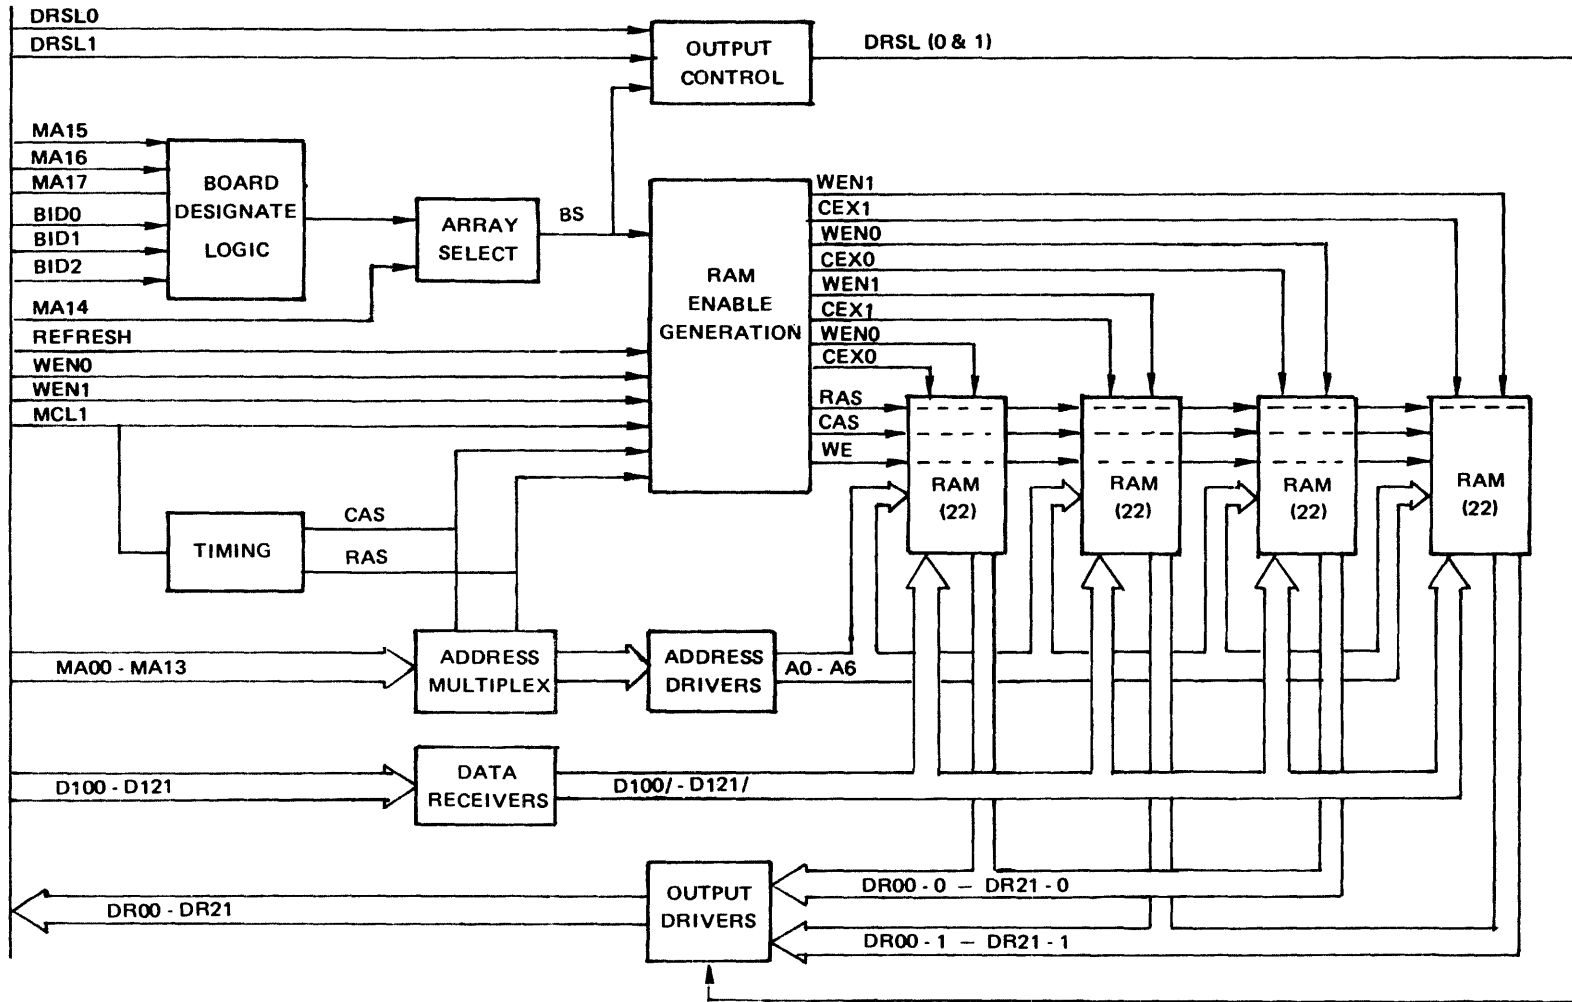 DRSL0
DRSL1
OUTPUT
CONTROL
DRSL (0 & 1)
MA15
MA16
MA17
BID0
BID1
BID2
BOARD
DESIGNATE
LOGIC
ARRAY
SELECT
BS
MA14
REFRESH
WEN0
WEN1
MCL1
RAM
ENABLE
GENERATION
WEN1
CEX1
WEN0
CEX0
WEN1
CEX1
WEN0
CEX0
RAS
CAS
WE
RAM
(22)
RAM
(22)
RAM
(22)
RAM
(22)
TIMING
CAS
RAS
MA00 - MA13
ADDRESS
MULTIPLEX
ADDRESS
DRIVERS
A0 - A6
D100 - D121
DATA
RECEIVERS
D100/ - D121/
DR00 - DR21
OUTPUT
DRIVERS
DR00 - 0 — DR21 - 0
DR00 - 1 — DR21 - 1